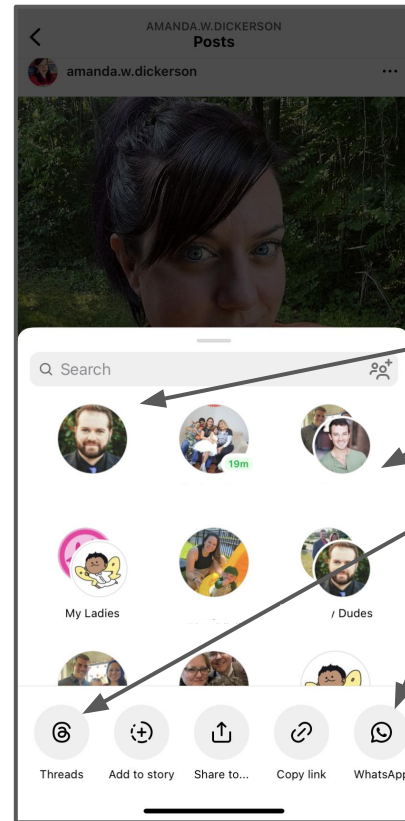 AMANDA.W.DICKERSON
Posts
amanda.w.dickerson
Search
19m
My Ladies
/ Dudes
Threads
Add to story
Share to...
Copy link
WhatsApp